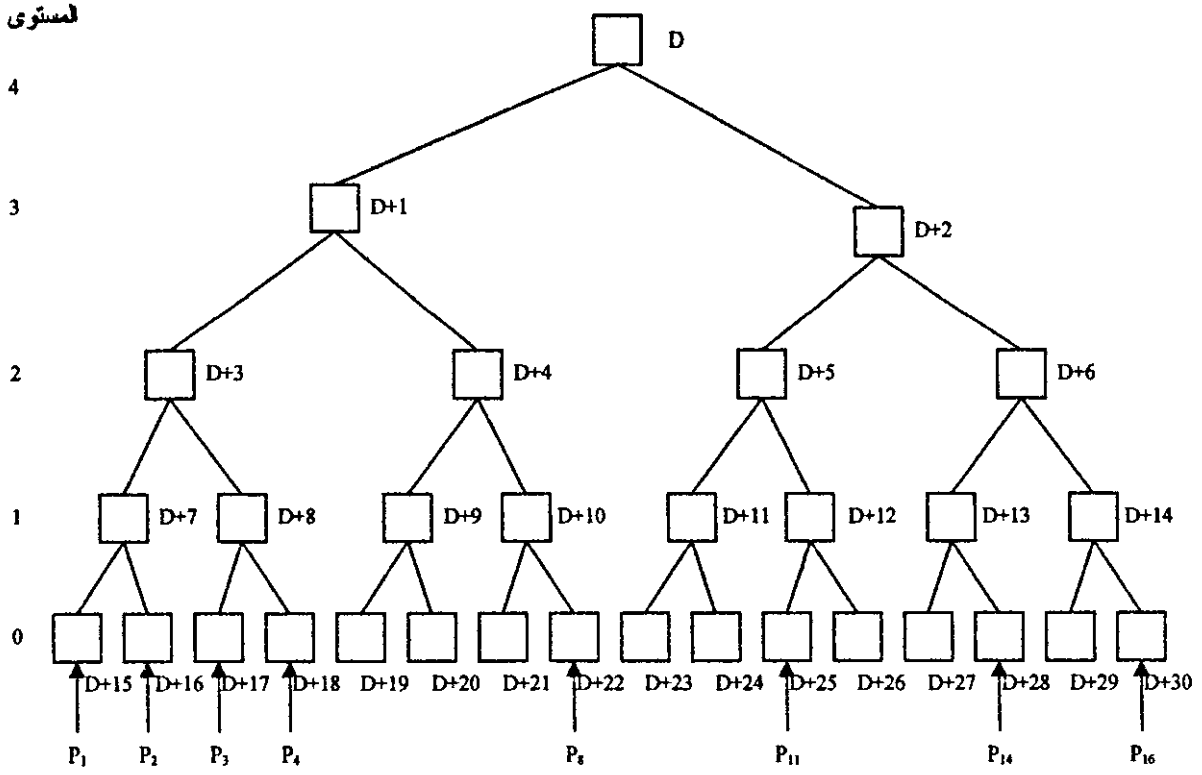 المستوى
D
4
3
D+1
D+2
2
D+3
D+4
D+5
D+6
1
D+7
D+8
D+9
D+10
D+11
D+12
D+13
D+14
0
D+15
D+16
D+17
D+18
D+19
D+20
D+21
D+22
D+23
D+24
D+25
D+26
D+27
D+28
D+29
D+30
P₁
P₂
P₃
P₄
P₈
P₁₁
P₁₄
P₁₆